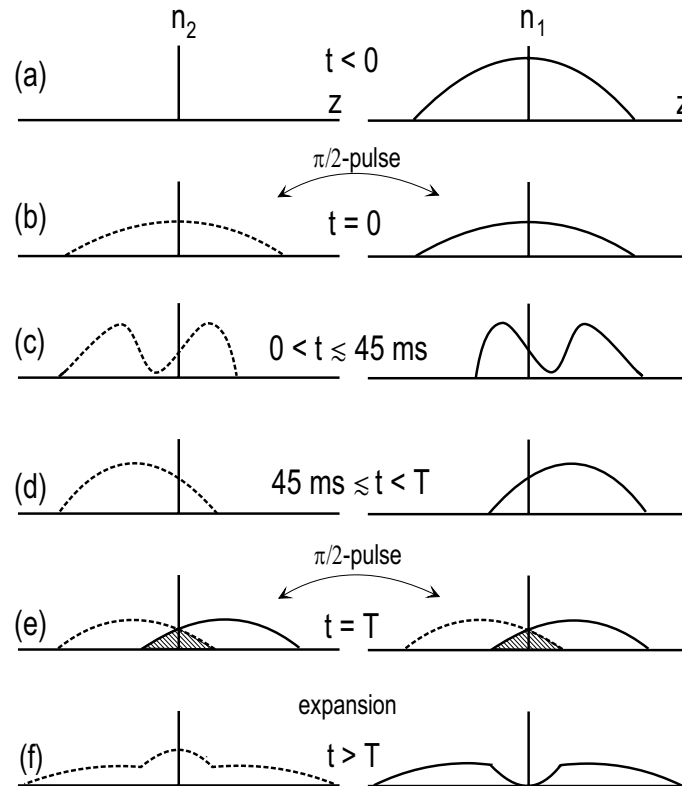 n₂ n₁
(a) t < 0
z z
π/2-pulse
(b) t = 0
(c) 0 < t ≲ 45 ms
(d) 45 ms ≲ t < T
π/2-pulse
(e) t = T
expansion
(f) t > T